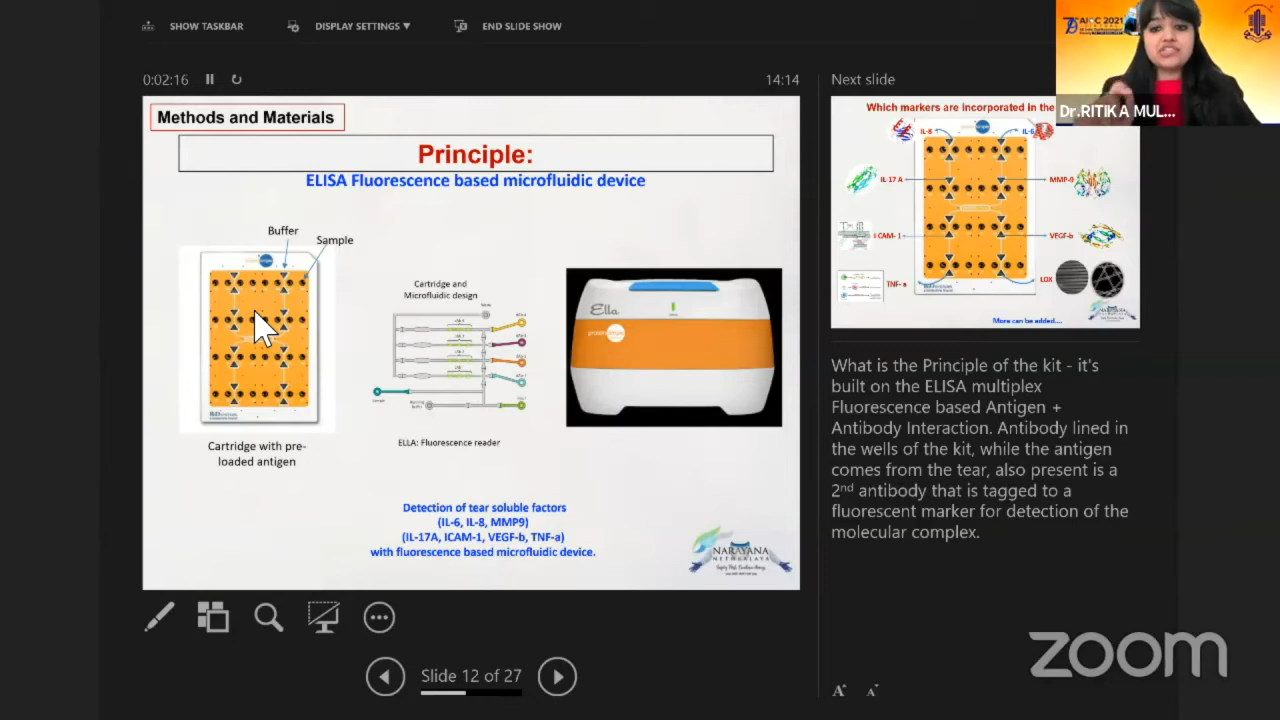 SHOW TASKBAR
DISPLAY SETTINGS ▼
END SLIDE SHOW
0:02:16
14:14
Methods and Materials
Principle:
ELISA Fluorescence based microfluidic device
Buffer
Sample
Cartridge with pre-
loaded antigen
Cartridge and
Microfluidic design
Sample
ELLA: Fluorescence reader
Ella
Detection of tear soluble factors
(IL-6, IL-8, MMP9)
(IL-17A, ICAM-1, VEGF-b, TNF-a)
with fluorescence based microfluidic device.
NARAYANA
NETHRALAYA
Slide 12 of 27
Next slide
Which markers are incorporated in the
IL-8
IL-6
IL-17 A
MMP-9
ICAM-1
VEGF-b
TNF-a
LOX
More can be added....
NARAYANA
What is the Principle of the kit - it's
built on the ELISA multiplex
Fluorescence based Antigen +
Antibody Interaction. Antibody lined in
the wells of the kit, while the antigen
comes from the tear, also present is a
2nd antibody that is tagged to a
fluorescent marker for detection of the
molecular complex.
AIOC 2021
Dr.RITIKA MUL...
zoom
A A